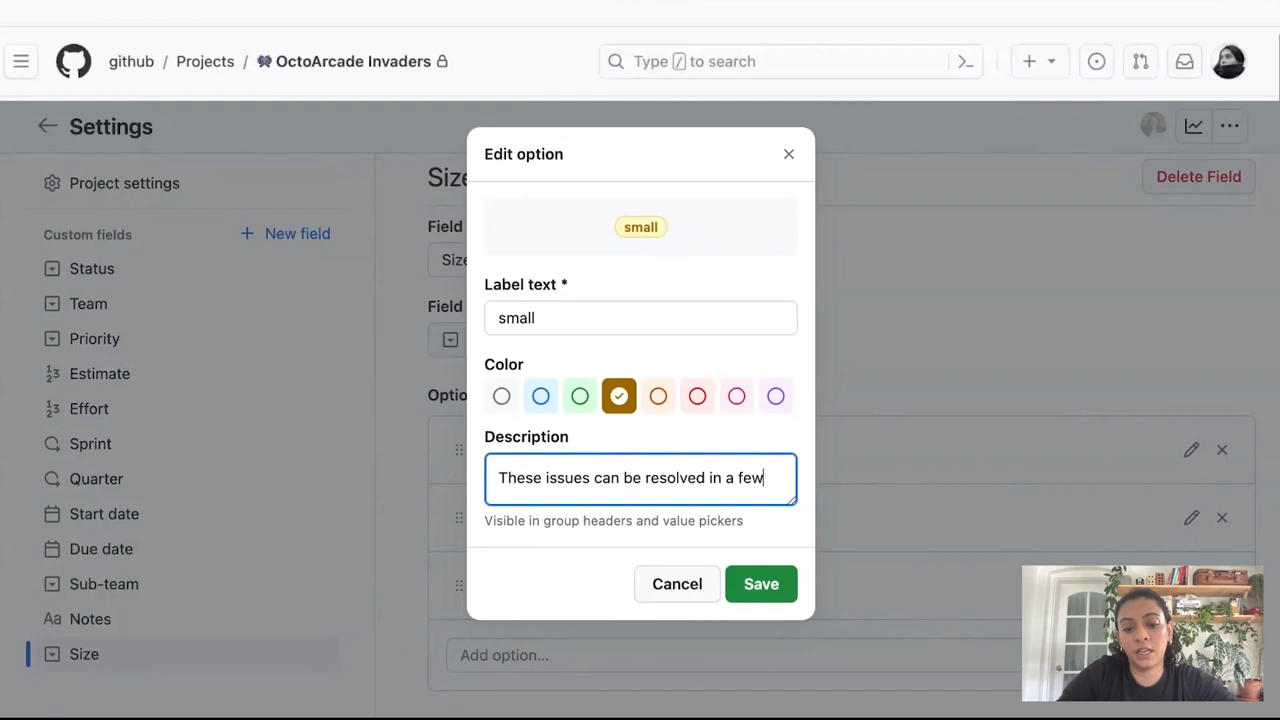 github / Projects / OctoArcade Invaders
Type / to search
Settings
Project settings
Custom fields
New field
Status
Team
Priority
Estimate
Effort
Sprint
Quarter
Start date
Due date
Sub-team
Aa Notes
Size
Size
Delete Field
Field
Size
Field
Optio
Add option...
Edit option
small
Label text *
small
Color
Description
These issues can be resolved in a few
Visible in group headers and value pickers
Cancel
Save